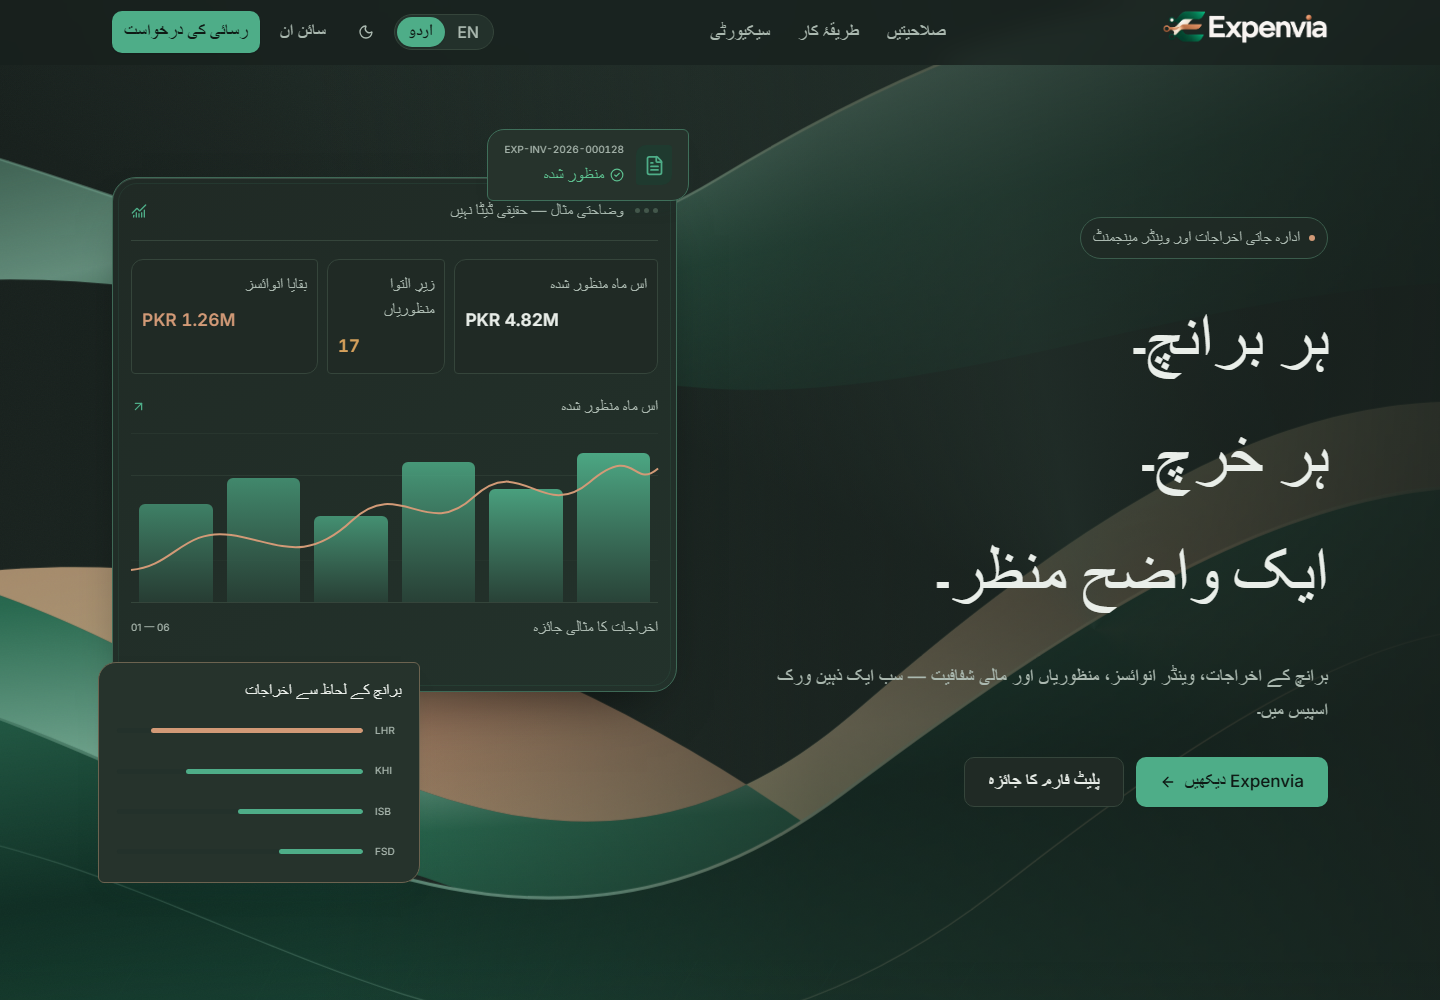 Expenvia
صلاحیتیں
طریقۂ کار
سیکیورٹی
EN
اردو
سائن ان
رسائی کی درخواست
ادارہ جاتی اخراجات اور وینڈر مینجمنٹ
ہر برانچ۔
ہر خرچ۔
ایک واضح منظر۔
برانچ کے اخراجات، وینڈر انوائسز، منظوریاں اور مالی شفافیت — سب ایک ذہین ورک
اسپیس میں۔
Expenvia دیکھیں
پلیٹ فارم کا جائزہ
EXP-INV-2026-000128
منظور شدہ
وضاحتی مثال — حقیقی ڈیٹا نہیں
اس ماہ منظور شدہ
PKR 4.82M
زیرِ التوا
منظوریاں
17
بقایا انوائسز
PKR 1.26M
اس ماہ منظور شدہ
اخراجات کا مثالی جائزہ
01 — 06
برانچ کے لحاظ سے اخراجات
LHR
KHI
ISB
FSD